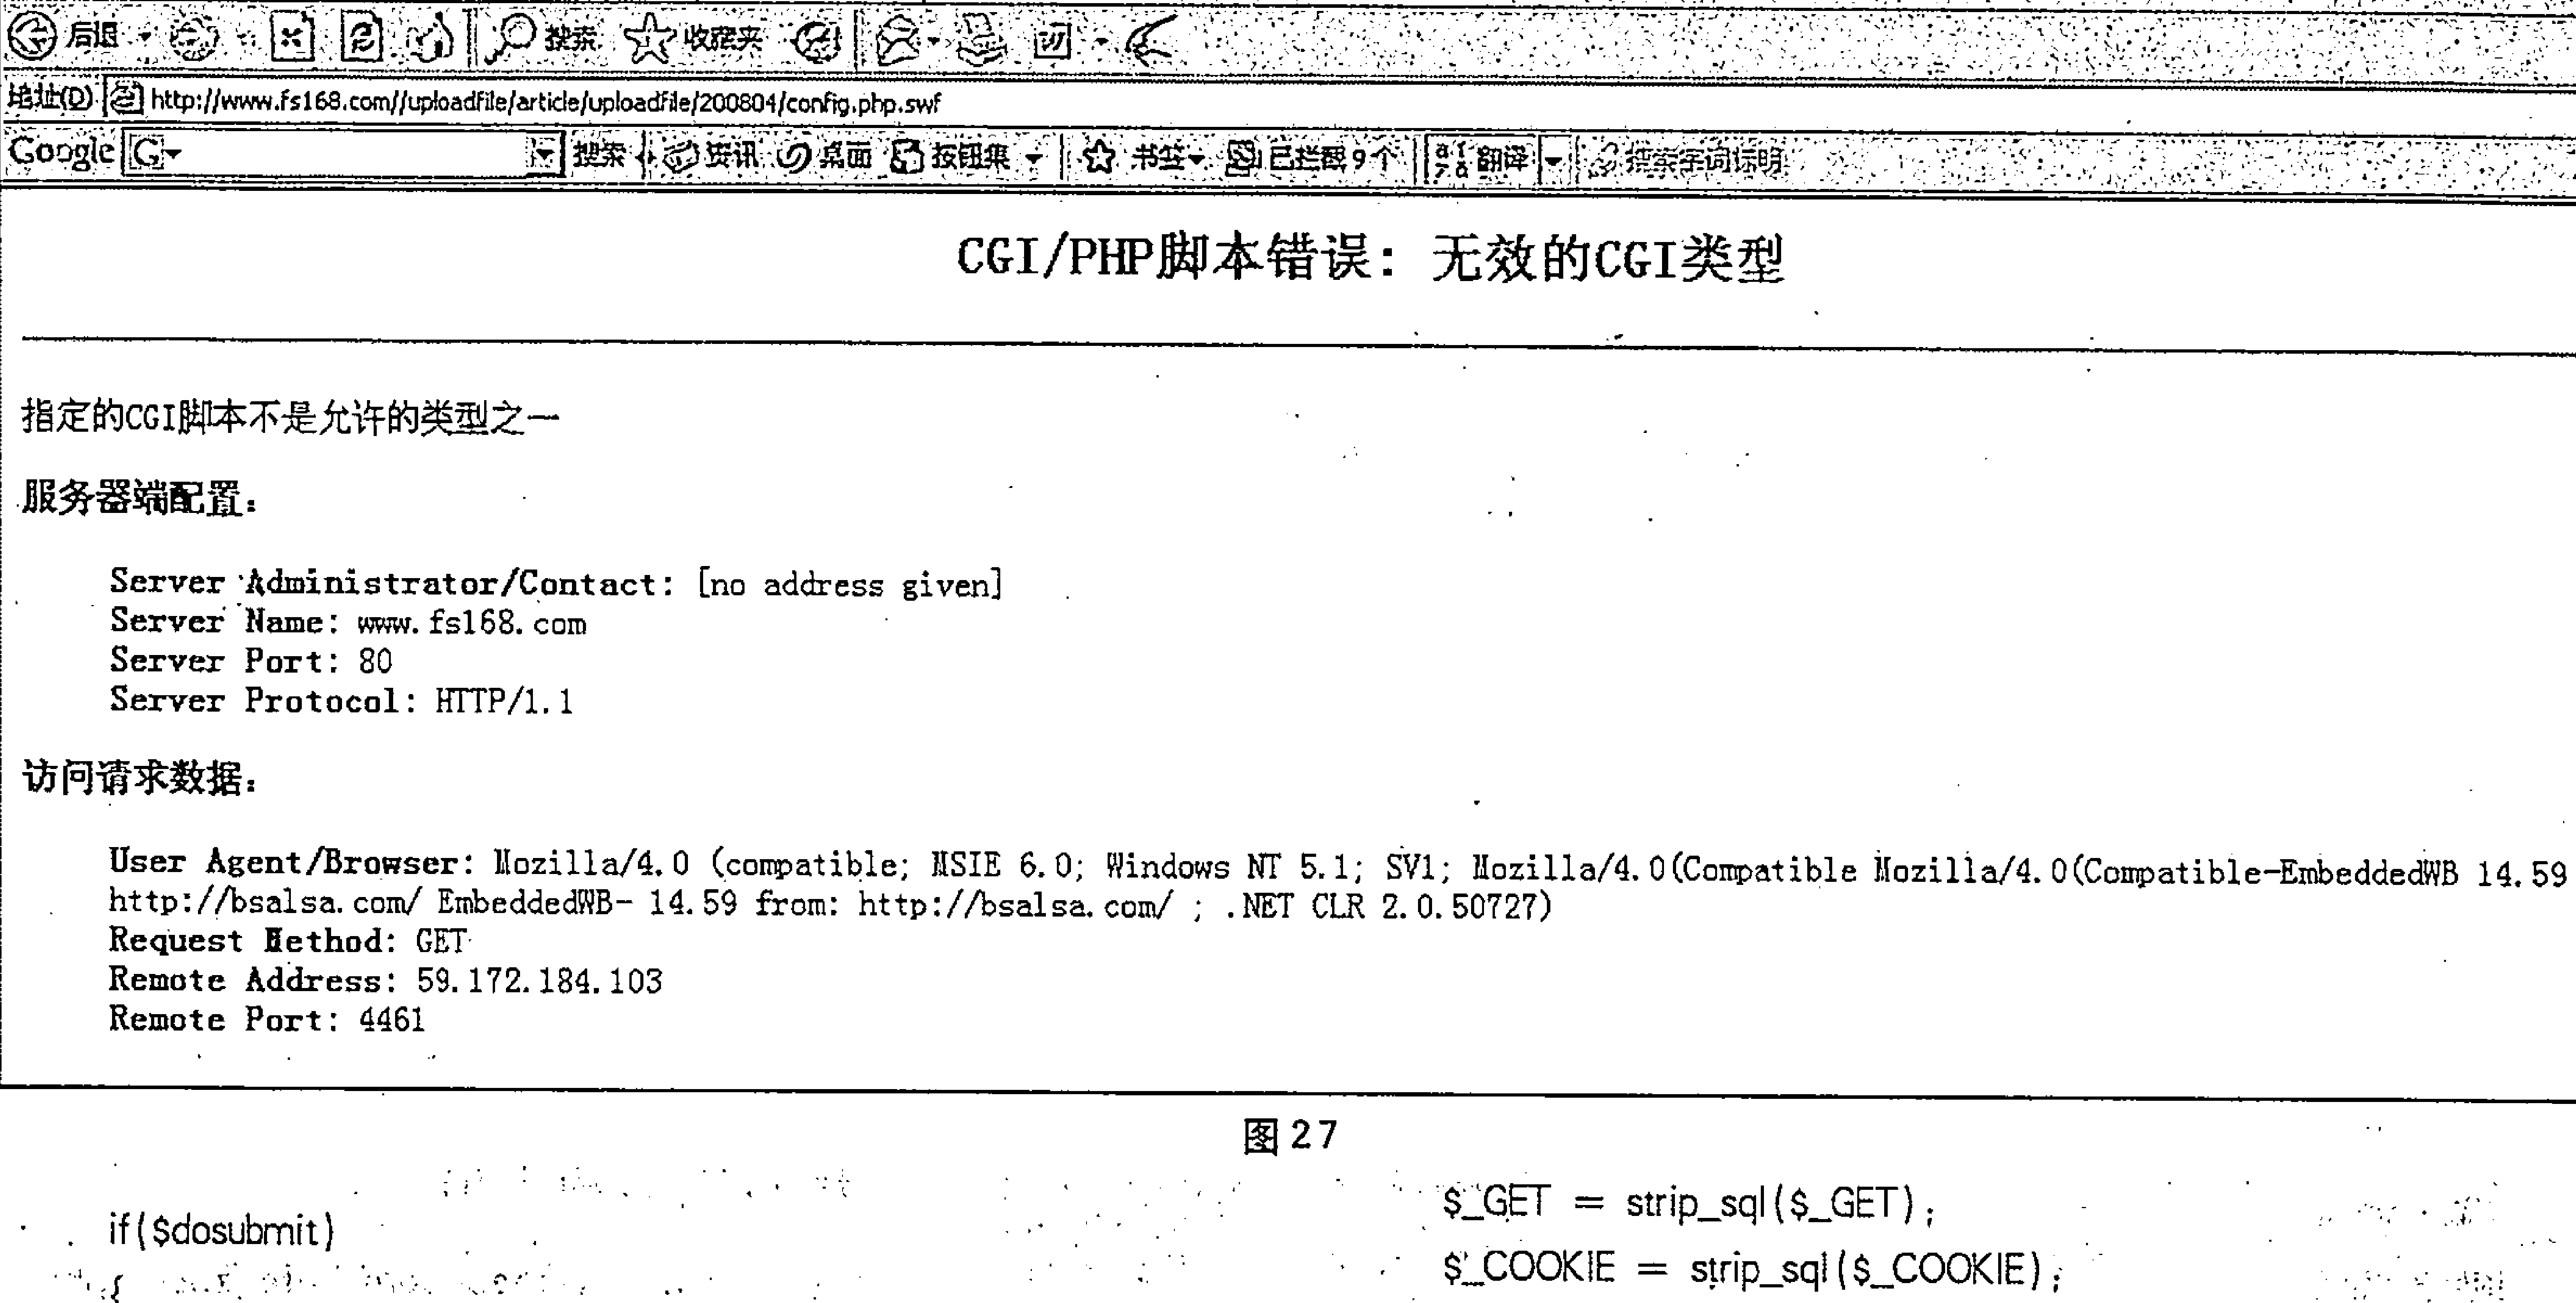 后退 搜索 收藏夹
地址(D) http://www.fs168.com//uploadfile/article/uploadfile/200804/config.php.swf
Google G 搜索 资讯 桌面 按钮集 书签 已拦截9个 翻译
CGI/PHP脚本错误：无效的CGI类型
指定的CGI脚本不是允许的类型之一
服务器端配置：
Server Administrator/Contact: [no address given]
Server Name: www.fs168.com
Server Port: 80
Server Protocol: HTTP/1.1
访问请求数据：
User Agent/Browser: Mozilla/4.0 (compatible; MSIE 6.0; Windows NT 5.1; SV1; Mozilla/4.0(Compatible Mozilla/4.0(Compatible-EmbeddedWB 14.59
http://bsalsa.com/ EmbeddedWB- 14.59 from: http://bsalsa.com/ ; .NET CLR 2.0.50727)
Request Method: GET
Remote Address: 59.172.184.103
Remote Port: 4461
图27
if($dosubmit)
{
$_GET = strip_sql($_GET);
$_COOKIE = strip_sql($_COOKIE);